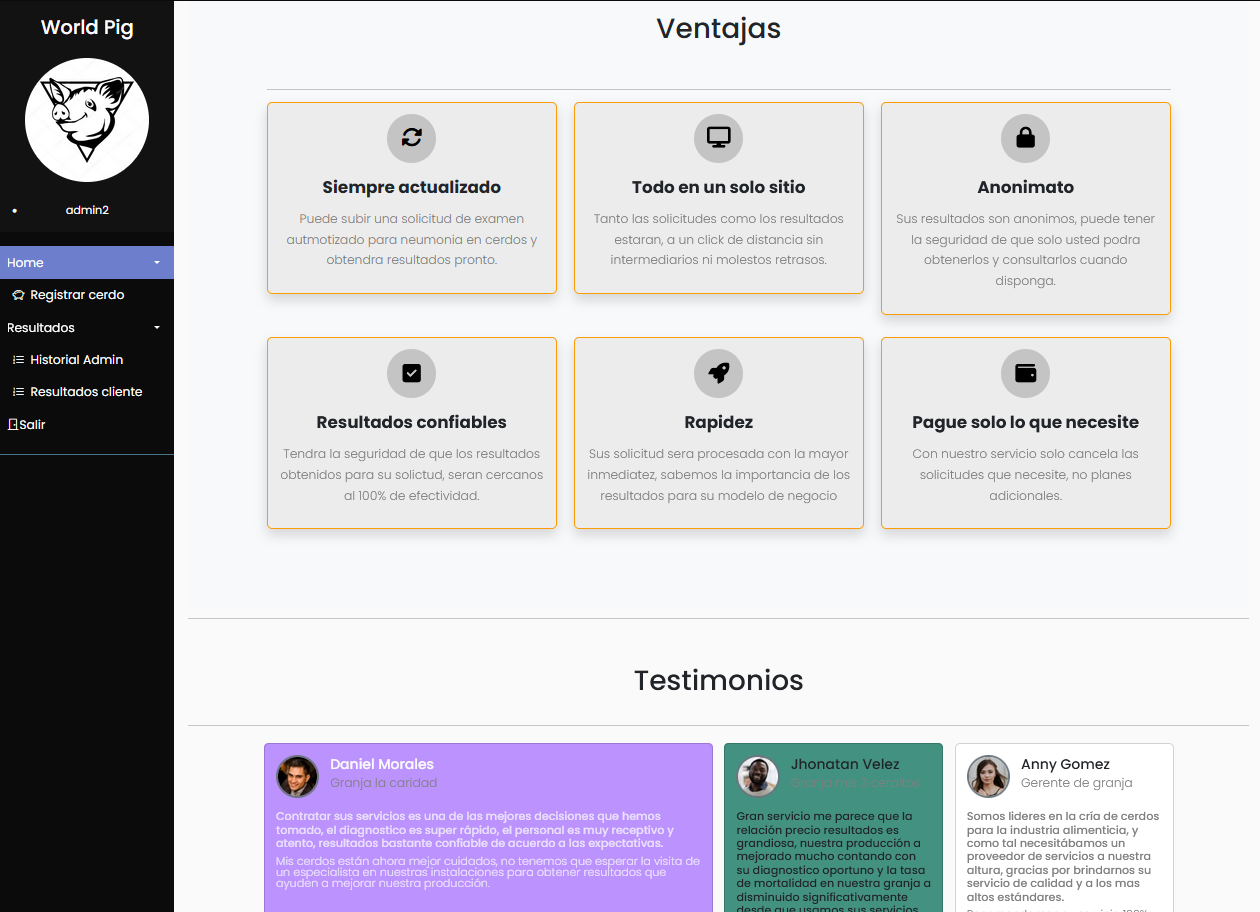 World Pig
admin2
Home
Registrar cerdo
Resultados
Historial Admin
Resultados cliente
Salir
Ventajas
Siempre actualizado
Puede subir una solicitud de examen
autmotizado para neumonia en cerdos y
obtendra resultados pronto.
Todo en un solo sitio
Tanto las solicitudes como los resultados
estaran, a un click de distancia sin
intermediarios ni molestos retrasos.
Anonimato
Sus resultados son anonimos, puede tener
la seguridad de que solo usted podra
obtenerlos y consultarlos cuando
disponga.
Resultados confiables
Tendra la seguridad de que los resultados
obtenidos para su solictud, seran cercanos
al 100% de efectividad.
Rapidez
Sus solicitud sera procesada con la mayor
inmediatez, sabemos la importancia de los
resultados para su modelo de negocio
Pague solo lo que necesite
Con nuestro servicio solo cancela las
solicitudes que necesite, no planes
adicionales.
Testimonios
Daniel Morales
Granja la caridad
Contratar sus servicios es una de las mejores decisiones que hemos
tomado, el diagnostico es super rápido, el personal es muy receptivo y
atento, resultados bastante confiable de acuerdo a las expectativas.
Mis cerdos están ahora mejor cuidados, no tenemos que esperar la visita de
un especialista en nuestras instalaciones para obtener resultados que
ayuden a mejorar nuestra producción.
Jhonatan Velez
Gran servicio me parece que la
relación precio resultados es
grandiosa, nuestra producción a
mejorado mucho contando con
su diagnostico oportuno y la tasa
de mortalidad en nuestra granja a
disminuido significativamente
desde que usamos sus servicios
Anny Gomez
Gerente de granja
Somos lideres en la cría de cerdos
para la industria alimenticia, y
como tal necesitábamos un
proveedor de servicios a nuestra
altura, gracias por brindarnos su
servicio de calidad y a los mas
altos estándares.